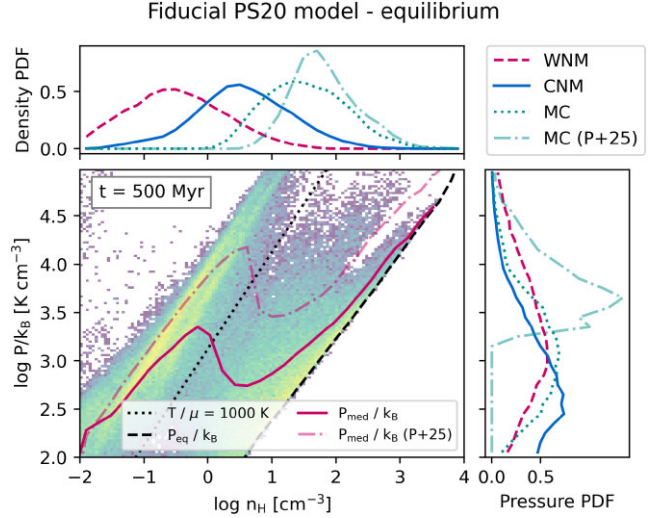 Fiducial PS20 model - equilibrium
Density PDF
0.5
0.0
WNM
CNM
MC
MC (P+25)
t = 500 Myr
log P/k_B [K cm⁻³]
4.5
4.0
3.5
3.0
2.5
2.0
T / μ = 1000 K
P_eq / k_B
P_med / k_B
P_med / k_B (P+25)
−2
−1
0
1
2
3
4
log n_H [cm⁻³]
0.0
0.5
Pressure PDF